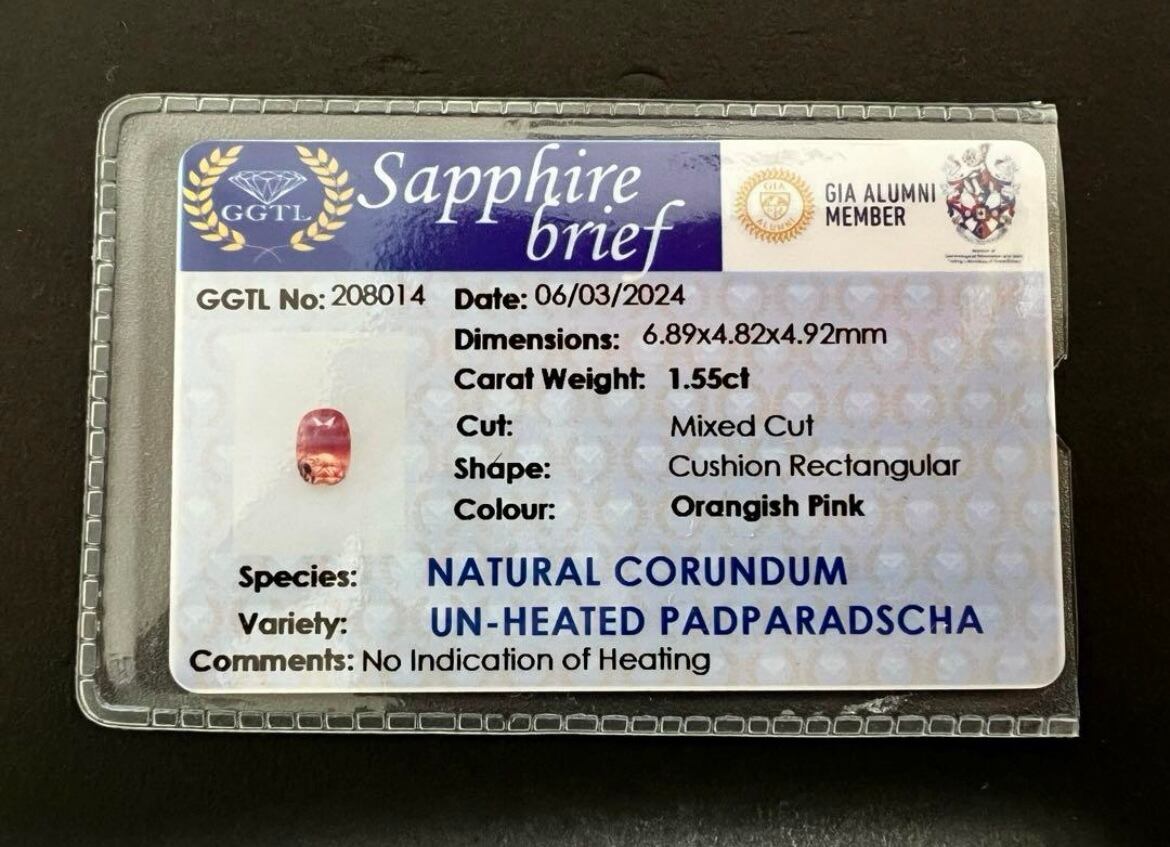 GGTL
Sapphire
brief
GIA
ALUMNI
GIA ALUMNI
MEMBER
GGTL No: 208014
Date: 06/03/2024
Dimensions: 6.89x4.82x4.92mm
Carat Weight: 1.55ct
Cut: Mixed Cut
Shape: Cushion Rectangular
Colour: Orangish Pink
Species: NATURAL CORUNDUM
Variety: UN-HEATED PADPARADSCHA
Comments: No Indication of Heating